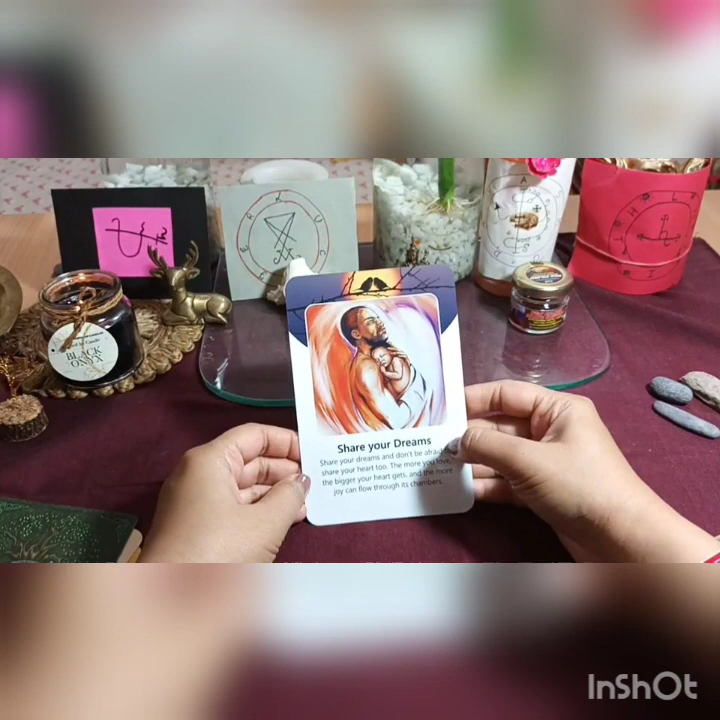 BLACK
ONYX
Share your Dreams
Share your dreams and don't be afraid
share your heart too. The more you love,
the bigger your heart gets, and the more
joy can flow through its chambers.
InShOt